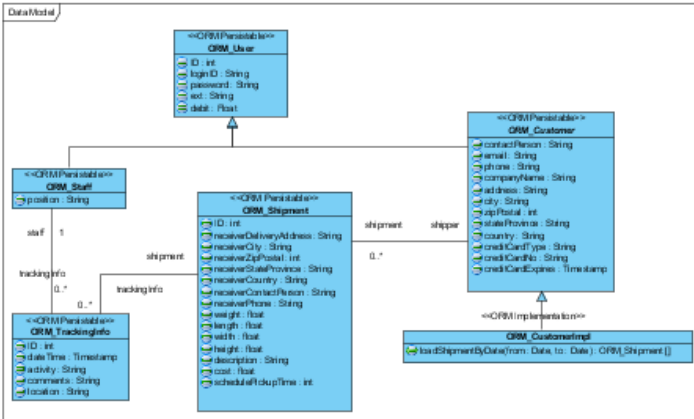 Data Model
<<ORM Persistable>>
ORM_User
ID : int
loginID : String
password : String
ext : String
debit : Float
<<ORM Persistable>>
ORM_Customer
contactPerson : String
email : String
phone : String
companyName : String
address : String
city : String
zipPostal : int
stateProvince : String
country : String
creditCardType : String
creditCardNo : String
creditCardExpires : Timestamp
<<ORM Persistable>>
ORM_Staff
position : String
<<ORM Persistable>>
ORM_Shipment
ID : int
receiverDeliveryAddress : String
receiverCity : String
receiverZipPostal : int
receiverStateProvince : String
receiverCountry : String
receiverContactPerson : String
receiverPhone : String
weight : float
length : float
width : float
height : float
description : String
cost : float
schedulePickupTime : int
shipment
shipper
0..*
staff
1
trackingInfo
0..*
shipment
trackingInfo
0..*
<<ORM Persistable>>
ORM_TrackingInfo
ID : int
dateTime : Timestamp
activity : String
comments : String
location : String
<<ORM Implementation>>
ORM_CustomerImpl
loadShipmentByDate(from : Date, to : Date) : ORM_Shipment []